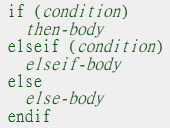 if (condition)
  then-body
elseif (condition)
  elseif-body
else
  else-body
endif